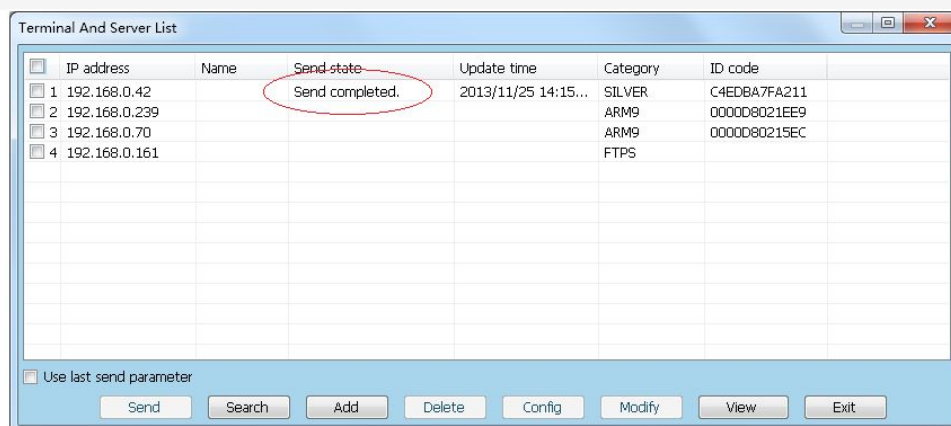 Terminal And Server List
IP address Name Send state Update time Category ID code
1 192.168.0.42 Send completed. 2013/11/25 14:15... SILVER C4EDBA7FA211
2 192.168.0.239 ARM9 0000D8021EE9
3 192.168.0.70 ARM9 0000D80215EC
4 192.168.0.161 FTPS
Use last send parameter
Send Search Add Delete Config Modify View Exit